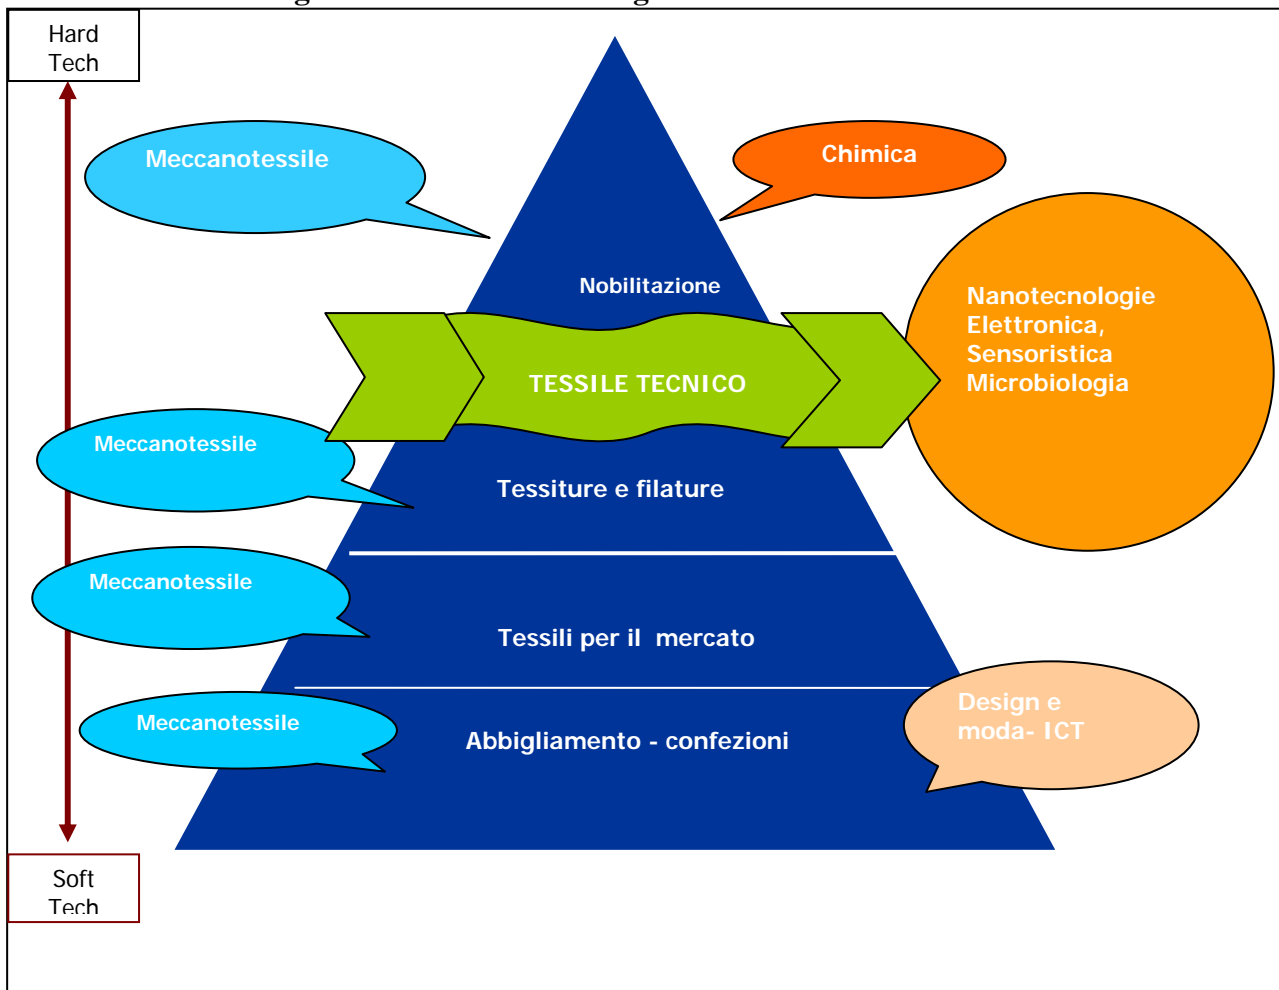 Hard
Tech
Meccanotessile
Chimica
Nobilitazione
Nanotecnologie
Elettronica,
Sensoristica
Microbiologia
TESSILE TECNICO
Meccanotessile
Tessiture e filature
Meccanotessile
Tessili per il mercato
Meccanotessile
Abbigliamento - confezioni
Design e
moda- ICT
Soft
Tech